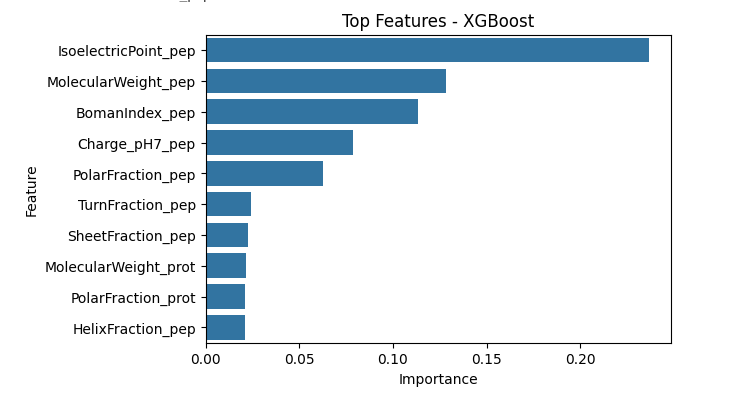 Top Features - XGBoost
IsoelectricPoint_pep
MolecularWeight_pep
BomanIndex_pep
Charge_pH7_pep
PolarFraction_pep
TurnFraction_pep
SheetFraction_pep
MolecularWeight_prot
PolarFraction_prot
HelixFraction_pep
Feature
0.00 0.05 0.10 0.15 0.20
Importance